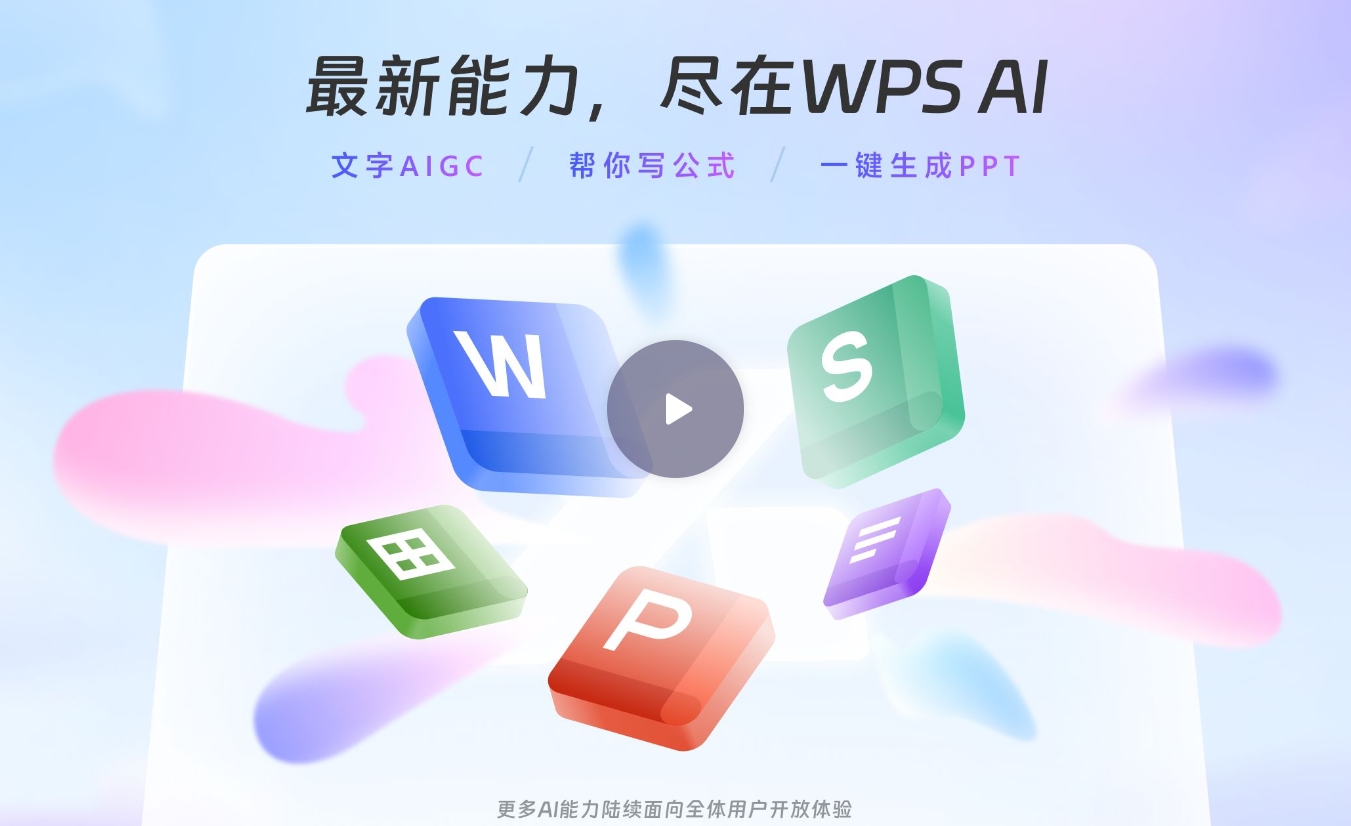 最新能力，尽在WPS AI
文字AIGC / 帮你写公式 / 一键生成PPT
W
S
P
更多AI能力陆续面向全体用户开放体验